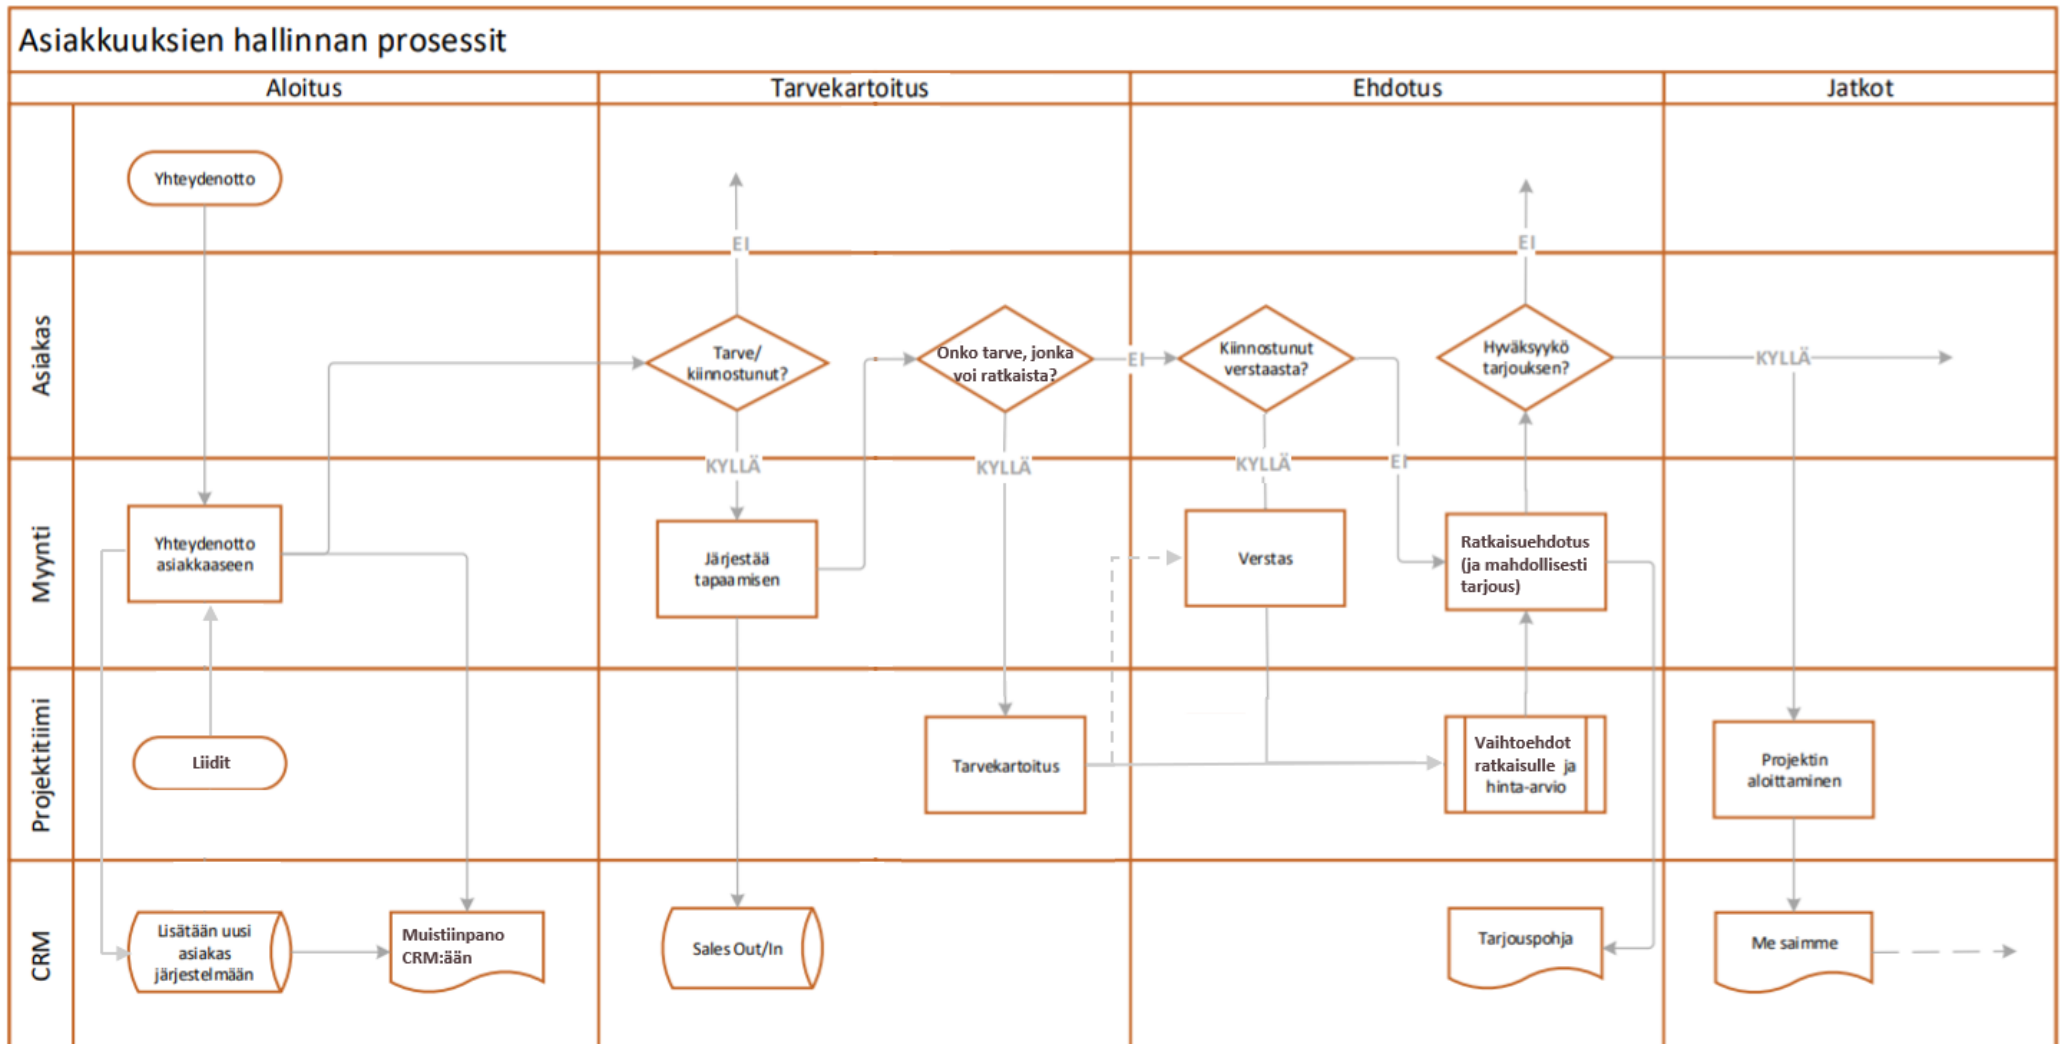 Asiakkuuksien hallinnan prosessit
Aloitus
Tarvekartoitus
Ehdotus
Jatkot
Yhteydenotto
EI
EI
Asiakas
Tarve/
kiinnostunut?
Onko tarve, jonka
voi ratkaista?
EI
Kiinnostunut
verstaasta?
Hyväksyykö
tarjouksen?
KYLLÄ
KYLLÄ
KYLLÄ
KYLLÄ
EI
Myynti
Yhteydenotto
asiakkaaseen
Järjestää
tapaamisen
Verstas
Ratkaisuehdotus
(ja mahdollisesti
tarjous)
Projektitiimi
Liidit
Tarvekartoitus
Vaihtoehdot
ratkaisulle ja
hinta-arvio
Projektin
aloittaminen
CRM
Lisätään uusi
asiakas
järjestelmään
Muistiinpano
CRM:ään
Sales Out/In
Tarjouspohja
Me saimme